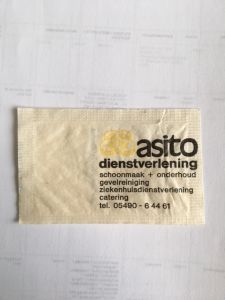 asito
dienstverlening
schoonmaak + onderhoud
gevelreiniging
ziekenhuisdienstverlening
catering
tel. 05490 - 6 44 61